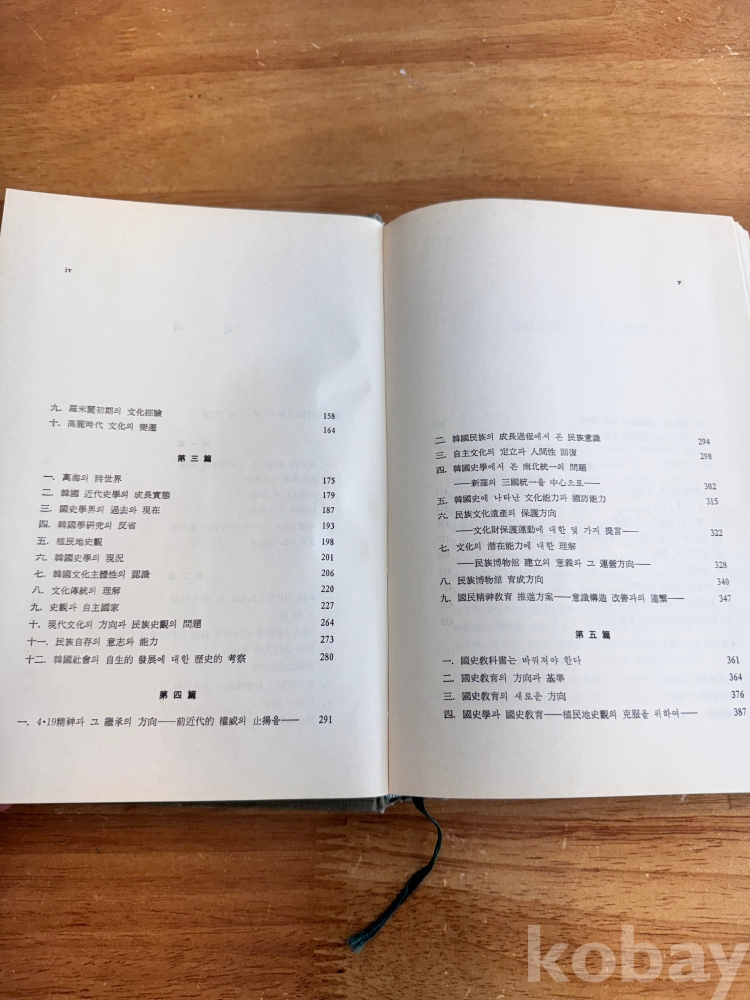 iv
九. 羅末麗初期의 文化經驗 158
十. 高麗時代 文化의 變遷 164
第 三 篇
一. 萬海의 詩世界 175
二. 韓國 近代史學의 成長實態 179
三. 國史學界의 過去와 現在 187
四. 韓國學研究의 反省 193
五. 植民地史觀 198
六. 韓國史學의 現況 201
七. 韓國文化主體性의 認識 206
八. 文化傳統의 理解 220
九. 史觀과 自主國家 227
十. 現代文化의 方向과 民族史觀의 問題 264
十一. 民族自存의 意志와 能力 273
十二. 韓國社會의 自生的 發展에 대한 歷史的 考察 280
第 四 篇
一. 4·19精神과 그 繼承의 方向——前近代的 權威의 止揚을—— 291
v
二. 韓國民族의 成長過程에서 본 民族意識 294
三. 自主文化의 定立과 人間性 回復 298
四. 韓國史學에서 본 南北統一의 問題
——新羅의 三國統一을 中心으로—— 302
五. 韓國史에 나타난 文化能力과 國防能力 315
六. 民族文化遺產의 保護方向
——文化財保護運動에 대한 몇 가지 提言—— 322
七. 文化의 潛在能力에 대한 理解
——民族博物館 建立의 意義와 그 運營方向—— 328
八. 民族博物館 育成方向 340
九. 國民精神敎育 推進方案——意識構造 改善과의 連繫—— 347
第 五 篇
一. 國史敎科書는 바꿔져야 한다 361
二. 國史敎育의 方向과 基準 364
三. 國史敎育의 새로운 方向 376
四. 國史學과 國史敎育——植民地史觀의 克服을 위하여—— 387
kobay